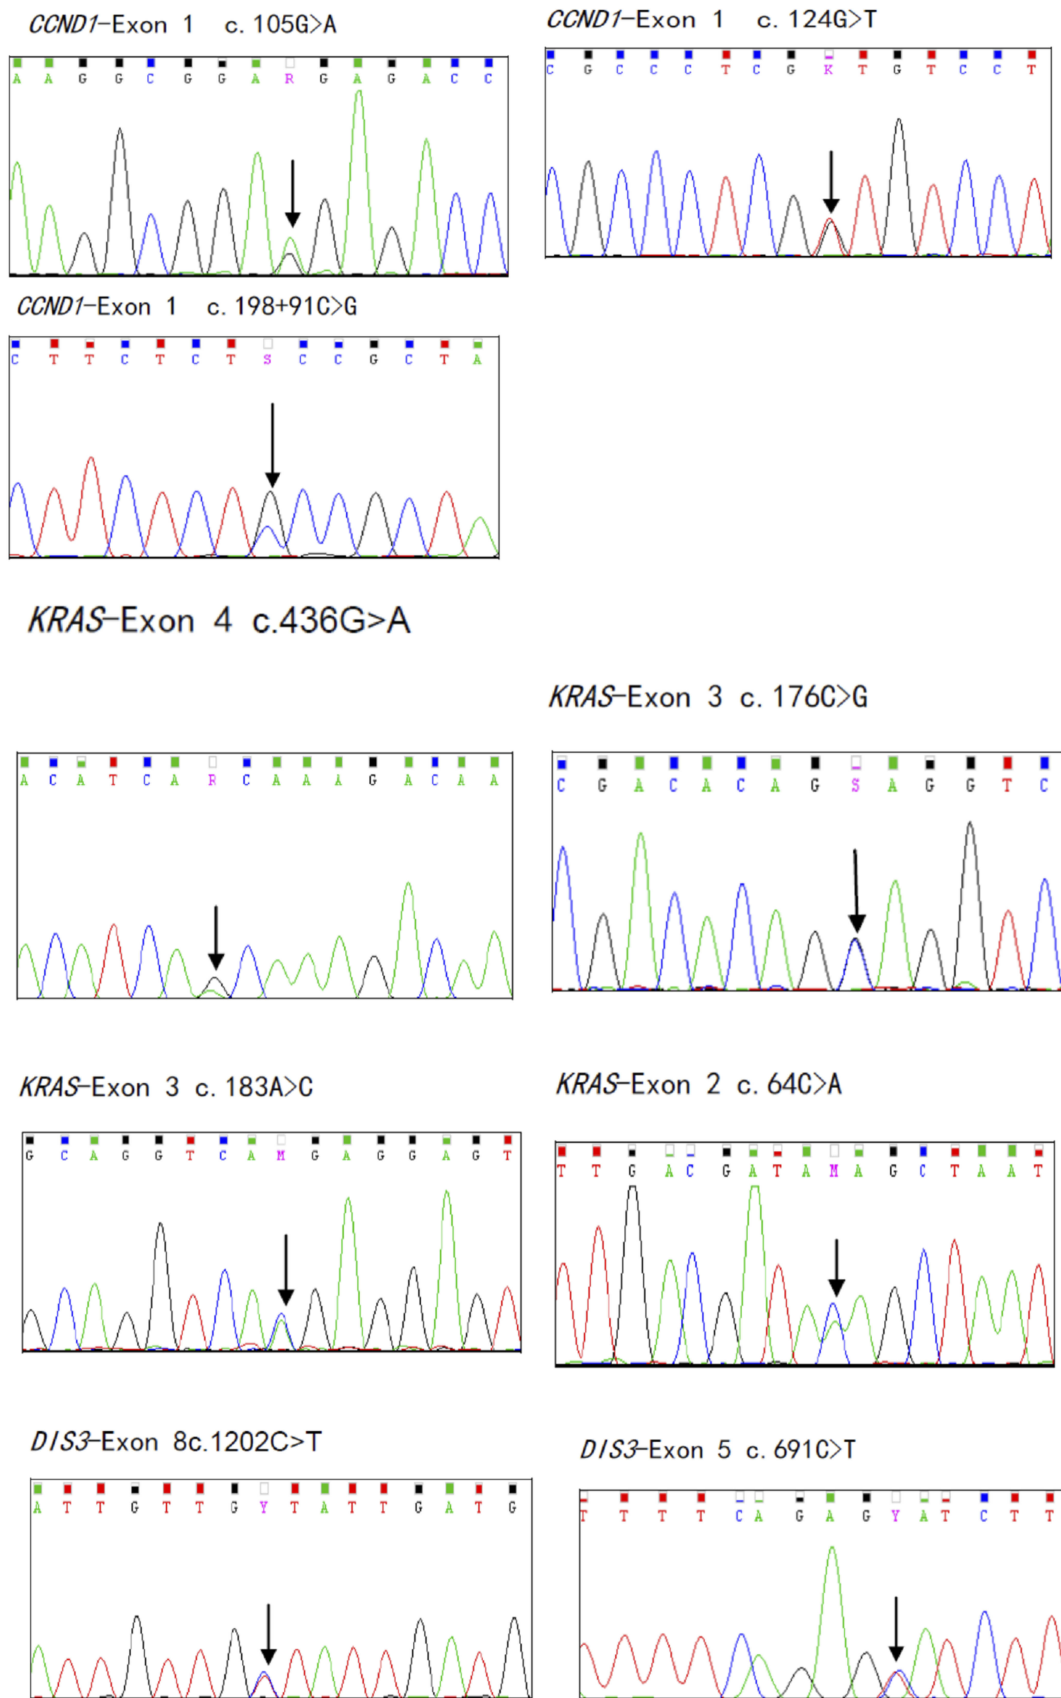 CCND1-Exon 1 c. 105G>A
A A G G C G G A R G A G A C C
CCND1-Exon 1 c. 124G>T
C G C C C T C G K T G T C C T
CCND1-Exon 1 c. 198+91C>G
C T T C T C T S C C G C T A
KRAS-Exon 4 c.436G>A
A C A T C A R C A A A G A C A A
KRAS-Exon 3 c. 176C>G
C G A C A C A G S A G G T C
KRAS-Exon 3 c. 183A>C
G C A G G T C A M G A G G A G T
KRAS-Exon 2 c. 64C>A
T T G A C G A T A M A G C T A A T
DIS3-Exon 8c.1202C>T
A T T G T T G Y T A T T G A T G
DIS3-Exon 5 c. 691C>T
T T T T C A G A G Y A T C T T